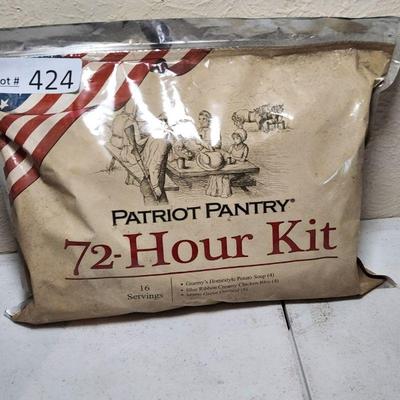 ot # 424
PATRIOT PANTRY®
72-Hour Kit
16
Servings
• Granny's Homestyle Potato Soup (4)
• Blue Ribbon Creamy Chicken Rice (4)